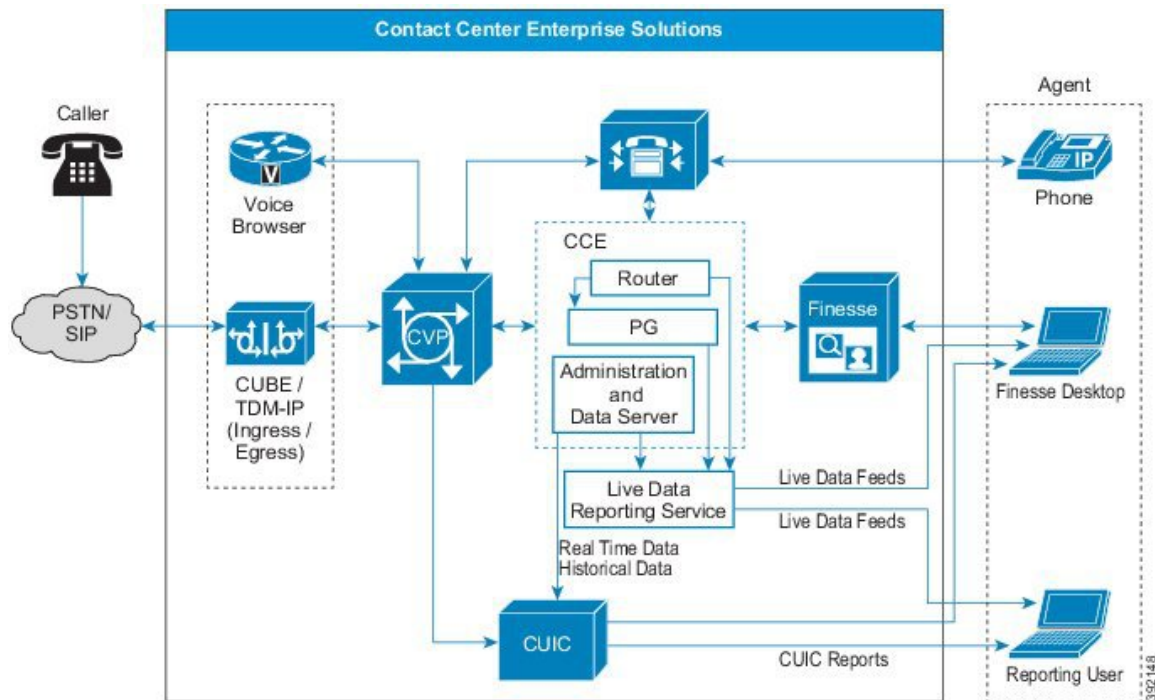 Contact Center Enterprise Solutions
Caller
PSTN/
SIP
V
Voice
Browser
CUBE /
TDM-IP
(Ingress /
Egress)
CVP
CCE
Router
PG
Administration
and
Data Server
Live Data
Reporting Service
Real Time Data
Historical Data
CUIC
Finesse
Live Data Feeds
Live Data Feeds
CUIC Reports
Agent
IP
Phone
Finesse Desktop
Reporting User